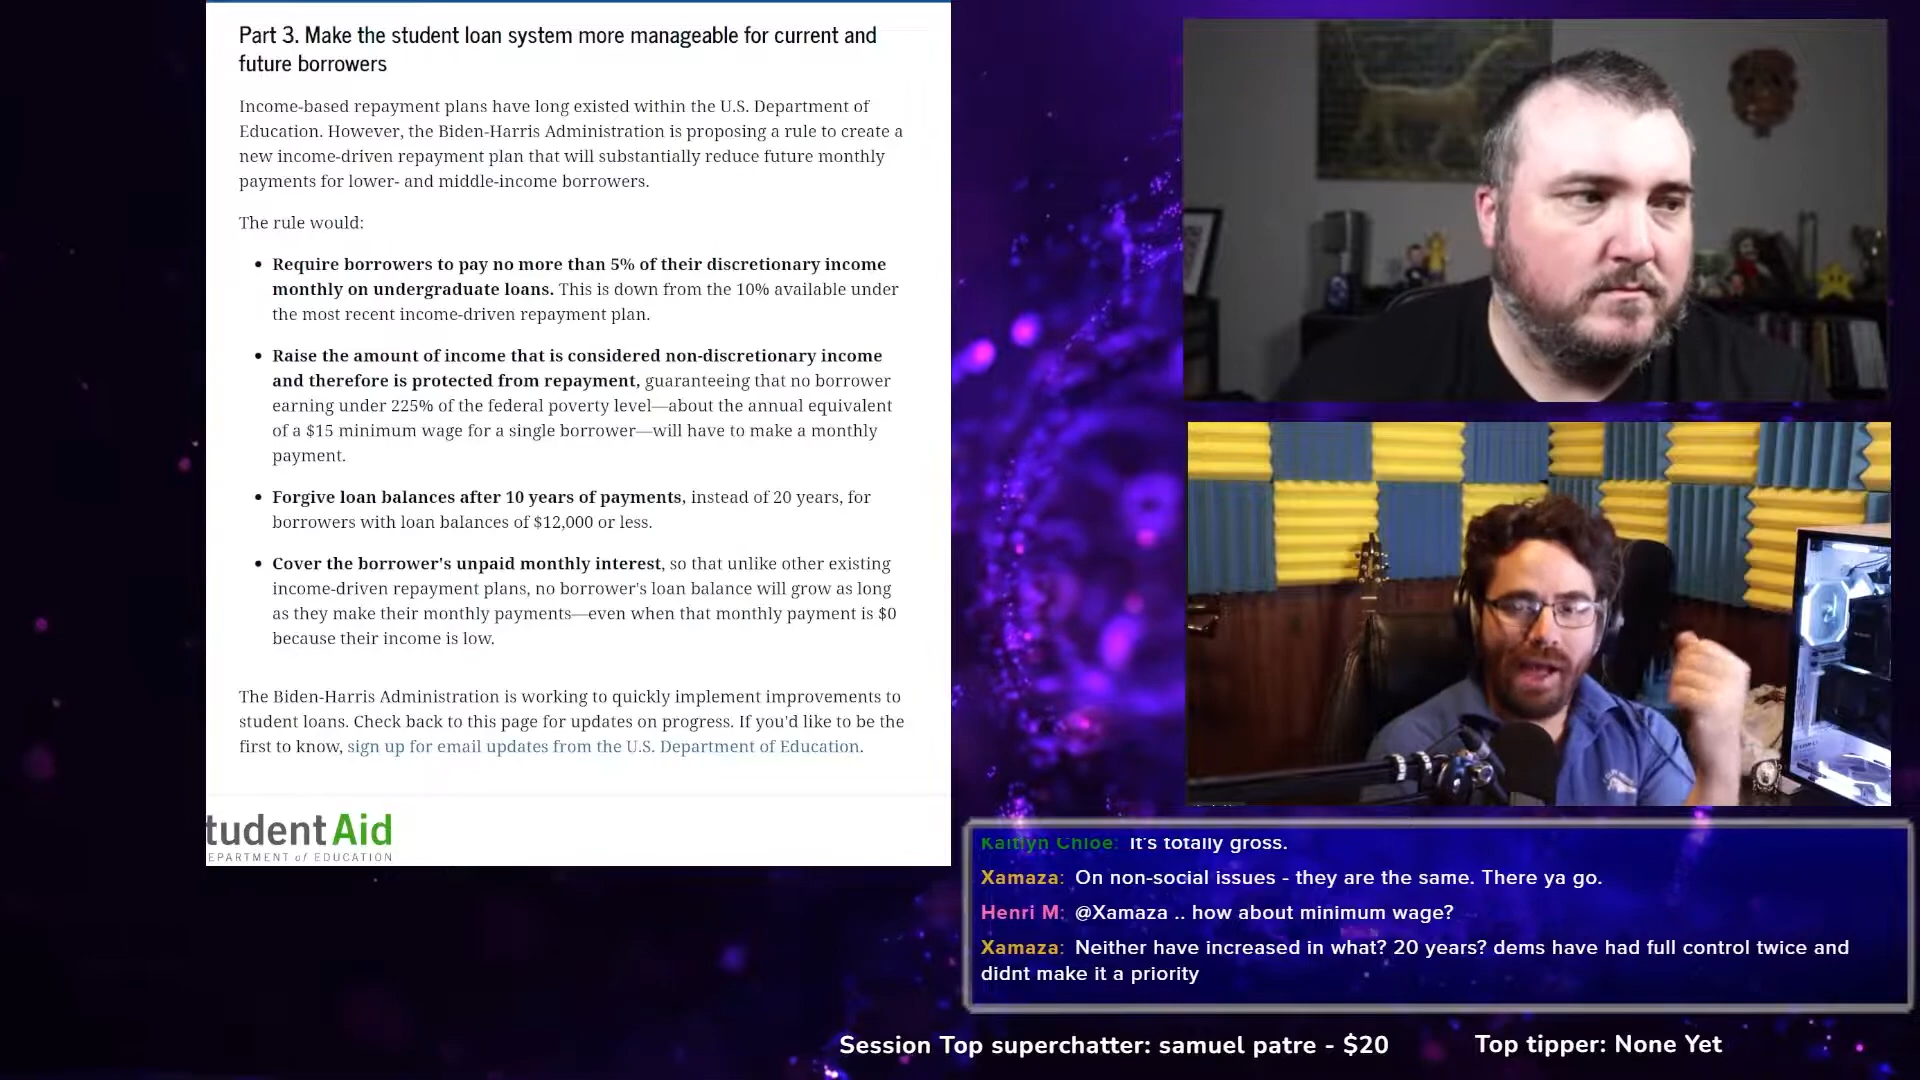 Part 3. Make the student loan system more manageable for current and
future borrowers
Income-based repayment plans have long existed within the U.S. Department of
Education. However, the Biden-Harris Administration is proposing a rule to create a
new income-driven repayment plan that will substantially reduce future monthly
payments for lower- and middle-income borrowers.
The rule would:
• Require borrowers to pay no more than 5% of their discretionary income
monthly on undergraduate loans. This is down from the 10% available under
the most recent income-driven repayment plan.
• Raise the amount of income that is considered non-discretionary income
and therefore is protected from repayment, guaranteeing that no borrower
earning under 225% of the federal poverty level—about the annual equivalent
of a $15 minimum wage for a single borrower—will have to make a monthly
payment.
• Forgive loan balances after 10 years of payments, instead of 20 years, for
borrowers with loan balances of $12,000 or less.
• Cover the borrower's unpaid monthly interest, so that unlike other existing
income-driven repayment plans, no borrower's loan balance will grow as long
as they make their monthly payments—even when that monthly payment is $0
because their income is low.
The Biden-Harris Administration is working to quickly implement improvements to
student loans. Check back to this page for updates on progress. If you'd like to be the
first to know, sign up for email updates from the U.S. Department of Education.
tudentAid
EPARTMENT of EDUCATION
Kaitlyn Chloe: It's totally gross.
Xamaza: On non-social issues - they are the same. There ya go.
Henri M: @Xamaza .. how about minimum wage?
Xamaza: Neither have increased in what? 20 years? dems have had full control twice and
didnt make it a priority
Session Top superchatter: samuel patre - $20
Top tipper: None Yet